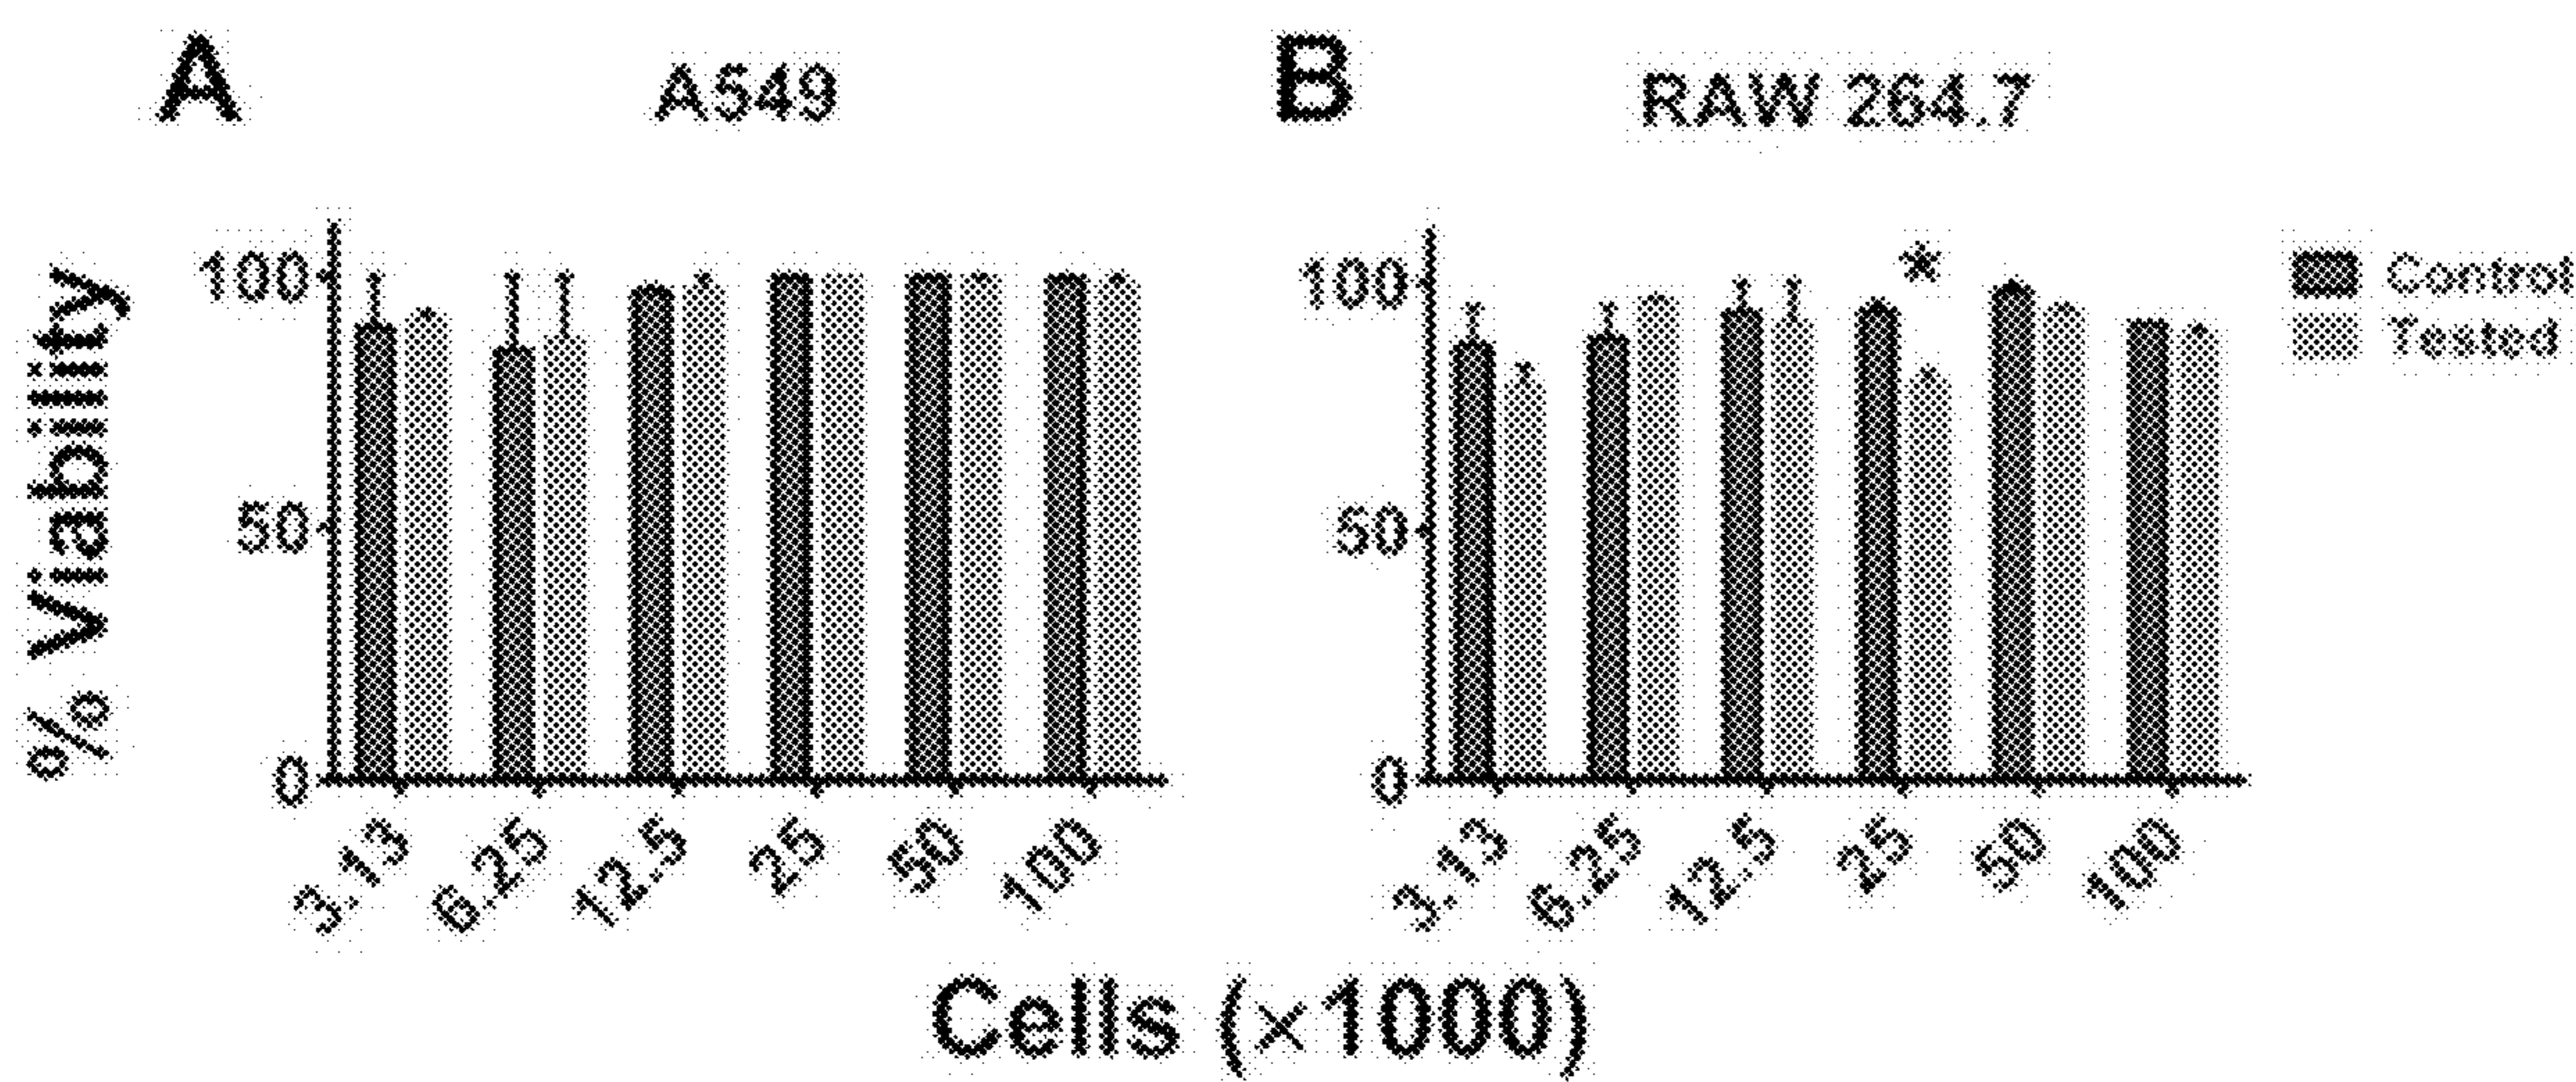 A
A549
B
RAW 264.7
% Viability
100
50
0
3.13
6.25
12.5
25
50
100
100
50
0
*
3.13
6.25
12.5
25
50
100
Control
Tested
Cells (×1000)